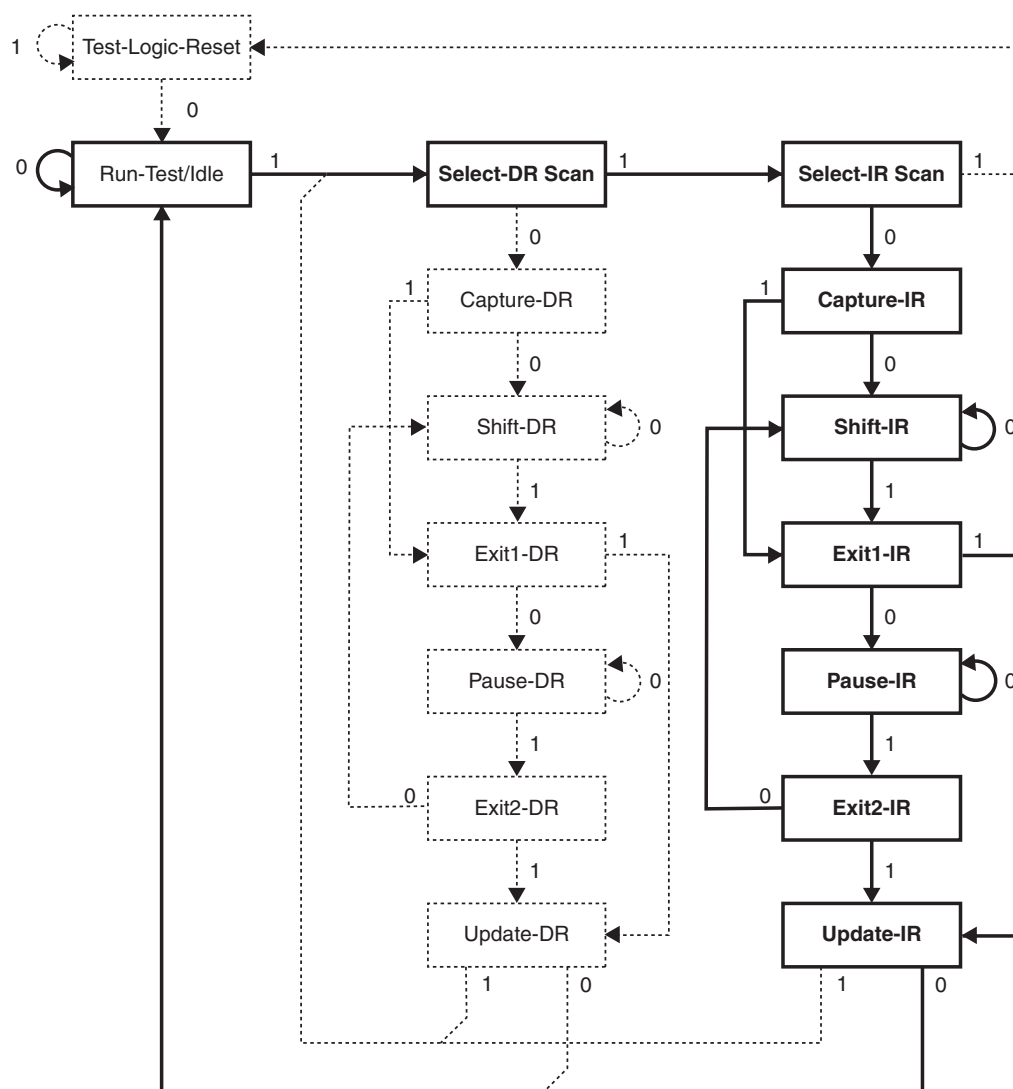 1
Test-Logic-Reset
0
0
Run-Test/Idle
1
Select-DR Scan
1
Select-IR Scan
1
0
0
1
Capture-DR
1
Capture-IR
0
0
Shift-DR
0
Shift-IR
0
1
1
Exit1-DR
1
Exit1-IR
1
0
0
Pause-DR
0
Pause-IR
0
1
1
0
Exit2-DR
0
Exit2-IR
1
1
Update-DR
Update-IR
1
0
1
0